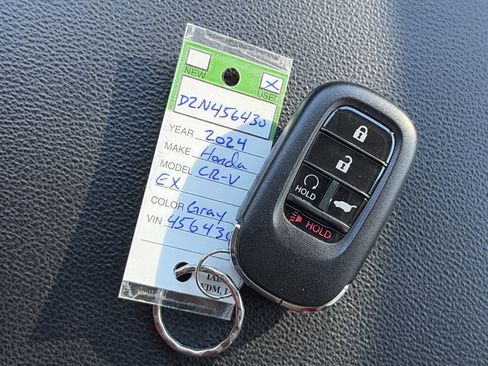 NEW
X
USED
DZN456430
YEAR 2024
MAKE Honda
MODEL CR-V
EX
COLOR Gray
VIN 456430
HOLD
HOLD